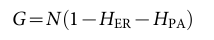 G = N(1 − H_ER − H_PA)